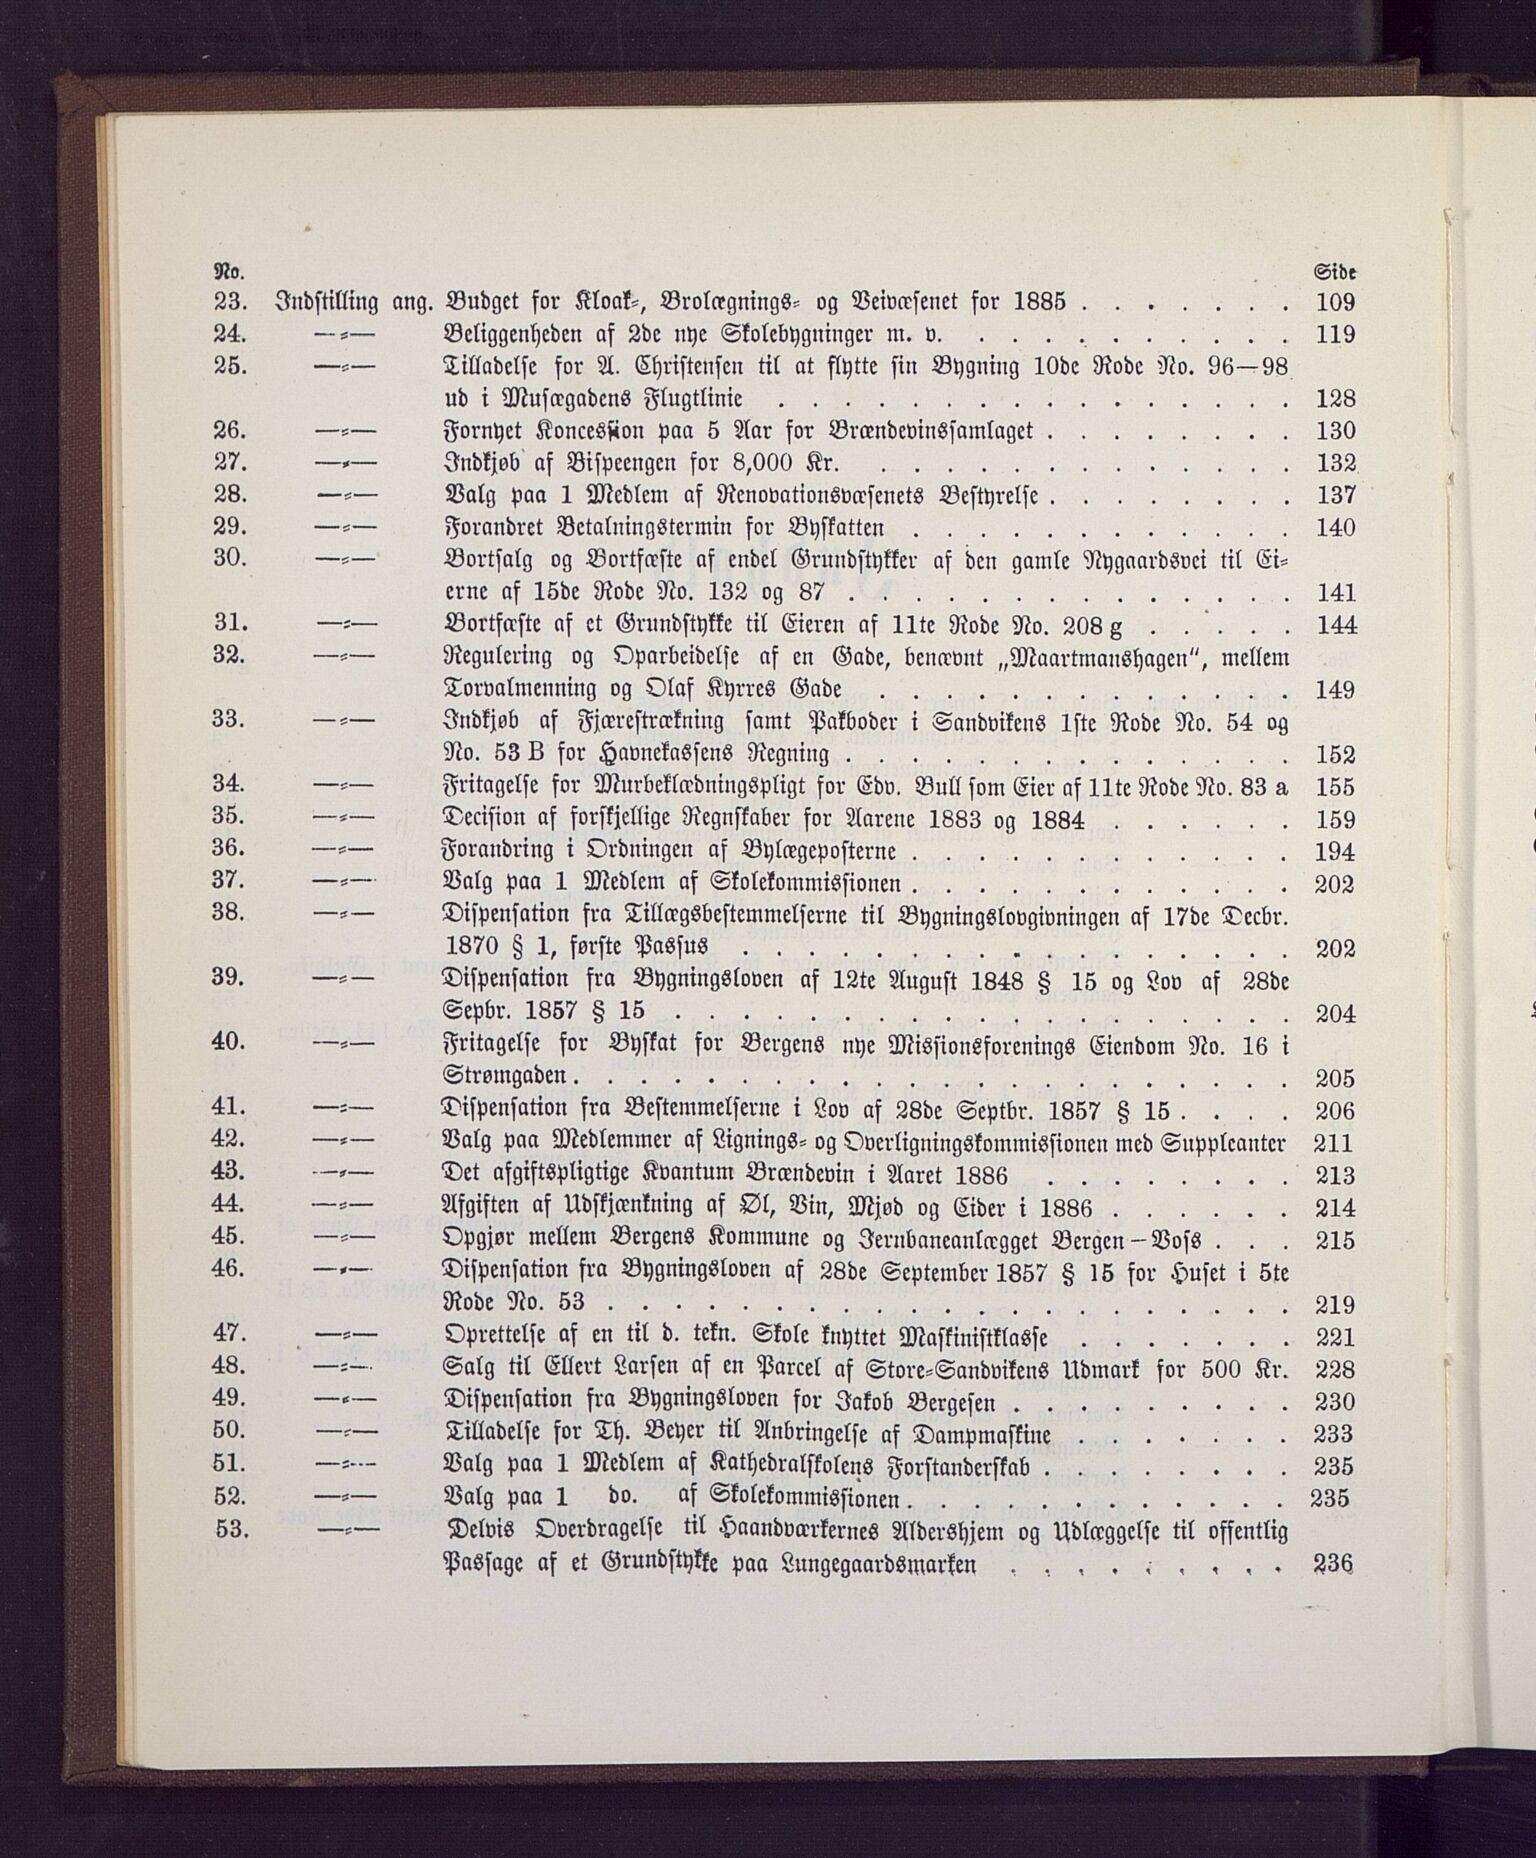 No. Side
23. Indstilling ang. Budget for Kloak-, Brolægnings- og Veivæsenet for 1885 . . . . . . . 109
24. —„— Beliggenheden af 2de nye Skolebygninger m. v. . . . . . . . . . . 119
25. —„— Tilladelse for A. Christensen til at flytte sin Bygning 10de Rode No. 96—98
ud i Musægadens Flugtlinie . . . . . . . . . . . . . . . . 128
26. —„— Fornyet Koncession paa 5 Aar for Brændevinssamlaget . . . . . . . . 130
27. —„— Indkjøb af Bispeengen for 8,000 Kr. . . . . . . . . . . . . . 132
28. —„— Valg paa 1 Medlem af Renovationsvæsenets Bestyrelse . . . . . . . . 137
29. —„— Forandret Betalningstermin for Byskatten . . . . . . . . . . . . 140
30. —„— Bortsalg og Bortfæste af endel Grundstykker af den gamle Nygaardsvei til Ei-
erne af 15de Rode No. 132 og 87 . . . . . . . . . . . . . . 141
31. —„— Bortfæste af et Grundstykke til Eieren af 11te Rode No. 208 g . . . . . 144
32. —„— Regulering og Oparbeidelse af en Gade, benævnt „Maartmanshagen“, mellem
Torvalmenning og Olaf Kyrres Gade . . . . . . . . . . . . . 149
33. —„— Indkjøb af Fjærestrækning samt Pakboder i Sandvikens 1ste Rode No. 54 og
No. 53 B for Havnekassens Regning . . . . . . . . . . . . . . 152
34. —„— Fritagelse for Murbeklædningspligt for Edv. Bull som Eier af 11te Rode No. 83 a 155
35. —„— Decision af forskjellige Regnskaber for Aarene 1883 og 1884 . . . . . . 159
36. —„— Forandring i Ordningen af Bylægeposterne . . . . . . . . . . . . 194
37. —„— Valg paa 1 Medlem af Skolekommissionen . . . . . . . . . . . . 202
38. —„— Dispensation fra Tillægsbestemmelserne til Bygningslovgivningen af 17de Decbr.
1870 § 1, første Passus . . . . . . . . . . . . . . . . . 202
39. —„— Dispensation fra Bygningsloven af 12te August 1848 § 15 og Lov af 28de
Sepbr. 1857 § 15 . . . . . . . . . . . . . . . . . . . 204
40. —„— Fritagelse for Byskat for Bergens nye Missionsforenings Eiendom No. 16 i
Strømgaden . . . . . . . . . . . . . . . . . . . . . . 205
41. —„— Dispensation fra Bestemmelserne i Lov af 28de Septbr. 1857 § 15 . . . . 206
42. —„— Valg paa Medlemmer af Lignings- og Overligningskommissionen med Suppleanter 211
43. —„— Det afgiftspligtige Kvantum Brændevin i Aaret 1886 . . . . . . . . 213
44. —„— Afgiften af Udskjænkning af Øl, Vin, Mjød og Cider i 1886 . . . . . . 214
45. —„— Opgjør mellem Bergens Kommune og Jernbaneanlægget Bergen—Voss . . . 215
46. —„— Dispensation fra Bygningsloven af 28de September 1857 § 15 for Huset i 5te
Rode No. 53 . . . . . . . . . . . . . . . . . . . . . 219
47. —„— Oprettelse af en til d. tekn. Skole knyttet Maskinistklasse . . . . . . . 221
48. —„— Salg til Ellert Larsen af en Parcel af Store-Sandvikens Udmark for 500 Kr. 228
49. —„— Dispensation fra Bygningsloven for Jakob Bergesen . . . . . . . . . 230
50. —„— Tilladelse for Th. Beyer til Anbringelse af Dampmaskine . . . . . . . 233
51. —„— Valg paa 1 Medlem af Kathedralskolens Forstanderskab . . . . . . . . 235
52. —„— Valg paa 1 do. af Skolekommissionen . . . . . . . . . . . . 235
53. —„— Delvis Overdragelse til Haandværkernes Aldershjem og Udlæggelse til offentlig
Passage af et Grundstykke paa Lungegaardsmarken . . . . . . . . . 236